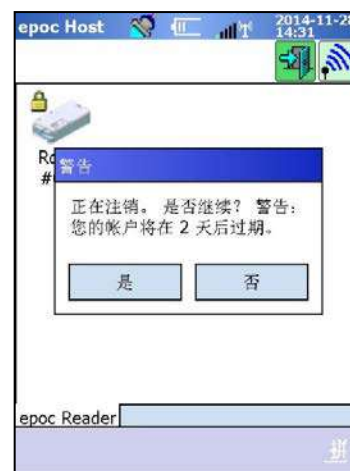 epoc Host
2014-11-28
14:31
警告
正在注销。 是否继续? 警告:
您的帐户将在 2 天后过期。
是
否
epoc Reader
拼